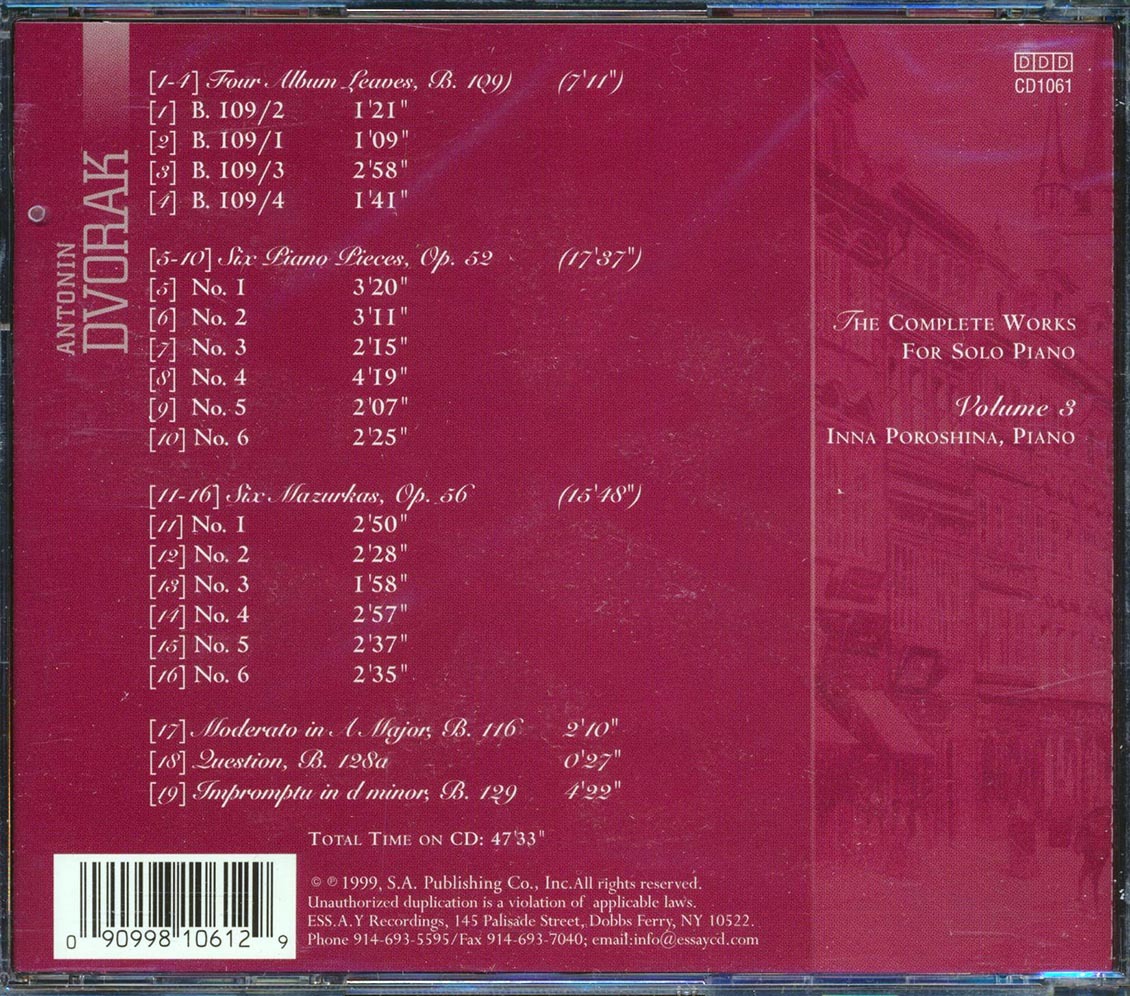 ANTONIN
DVORAK
[1-4] Four Album Leaves, B. 109) (7'11")
[1] B. 109/2 1'21"
[2] B. 109/1 1'09"
[3] B. 109/3 2'58"
[4] B. 109/4 1'41"
[5-10] Six Piano Pieces, Op. 52 (17'37")
[5] No. 1 3'20"
[6] No. 2 3'11"
[7] No. 3 2'15"
[8] No. 4 4'19"
[9] No. 5 2'07"
[10] No. 6 2'25"
[11-16] Six Mazurkas, Op. 56 (15'48")
[11] No. 1 2'50"
[12] No. 2 2'28"
[13] No. 3 1'58"
[14] No. 4 2'57"
[15] No. 5 2'37"
[16] No. 6 2'35"
[17] Moderato in A Major, B. 116 2'10"
[18] Question, B. 128a 0'27"
[19] Impromptu in d minor, B. 129 4'22"
TOTAL TIME ON CD: 47'33"
DDD
CD1061
THE COMPLETE WORKS
FOR SOLO PIANO
Volume 3
INNA POROSHINA, PIANO
© ℗ 1999, S.A. Publishing Co., Inc.All rights reserved.
Unauthorized duplication is a violation of applicable laws.
ESS.A.Y Recordings, 145 Palisade Street, Dobbs Ferry, NY 10522.
Phone 914-693-5595/Fax 914-693-7040; email:info@essaycd.com
0 90998 10612 9